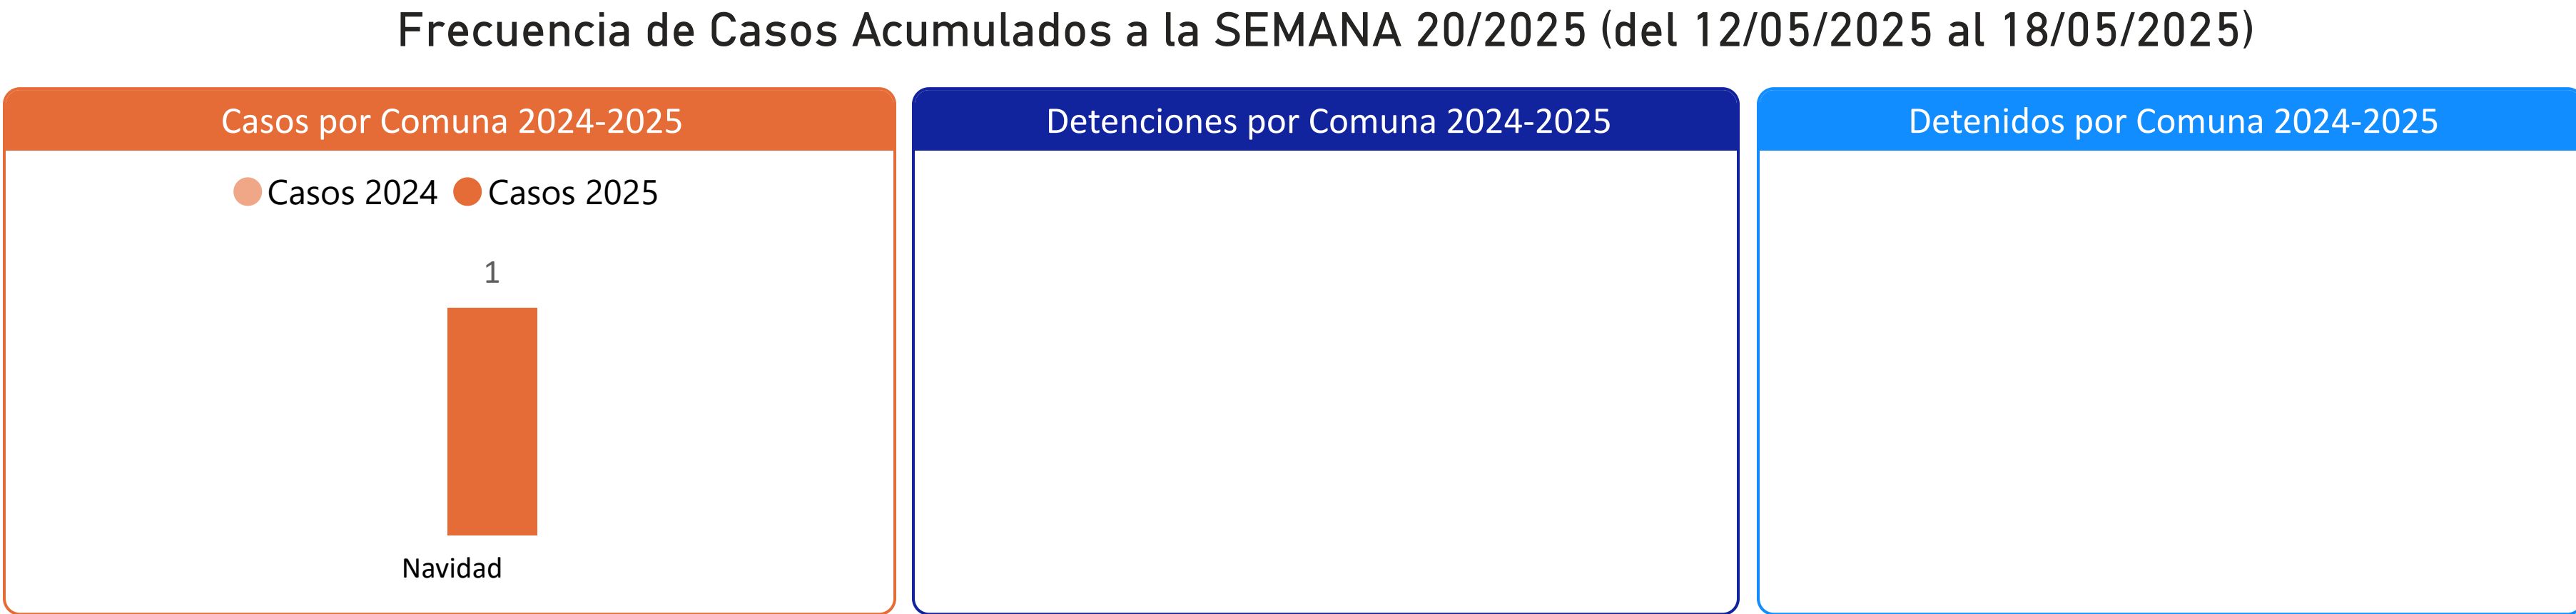 Frecuencia de Casos Acumulados a la SEMANA 20/2025 (del 12/05/2025 al 18/05/2025)
Casos por Comuna 2024-2025
Casos 2024 Casos 2025
1
Navidad
Detenciones por Comuna 2024-2025
Detenidos por Comuna 2024-2025